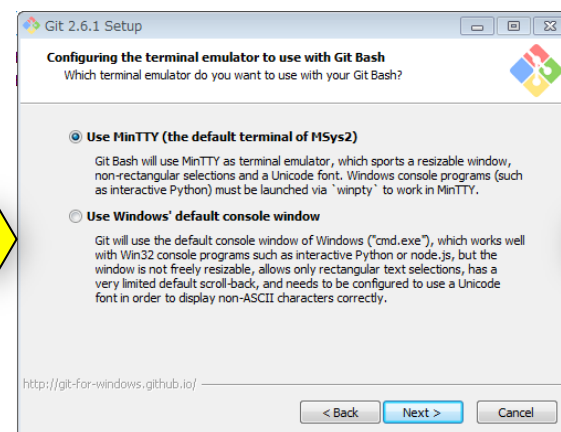 Git 2.6.1 Setup
Configuring the terminal emulator to use with Git Bash
Which terminal emulator do you want to use with your Git Bash?
Use MinTTY (the default terminal of MSys2)
Git Bash will use MinTTY as terminal emulator, which sports a resizable window,
non-rectangular selections and a Unicode font. Windows console programs (such
as interactive Python) must be launched via `winpty` to work in MinTTY.
Use Windows' default console window
Git will use the default console window of Windows ("cmd.exe"), which works well
with Win32 console programs such as interactive Python or node.js, but the
window is not freely resizable, allows only rectangular text selections, has a
very limited default scroll-back, and needs to be configured to use a Unicode
font in order to display non-ASCII characters correctly.
http://git-for-windows.github.io/
< Back Next > Cancel